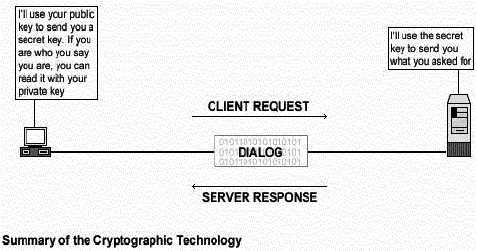 I'll use your public
key to send you a
secret key. If you
are who you say
you are, you can
read it with your
private key
I'll use the secret
key to send you
what you asked for
CLIENT REQUEST
0101101010101010101
DIALOG
SERVER RESPONSE
Summary of the Cryptographic Technology